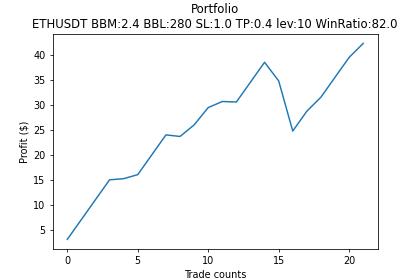 Portfolio
ETHUSDT BBM:2.4 BBL:280 SL:1.0 TP:0.4 lev:10 WinRatio:82.0
40
35
30
25
20
15
10
5
Profit ($)
0 5 10 15 20
Trade counts